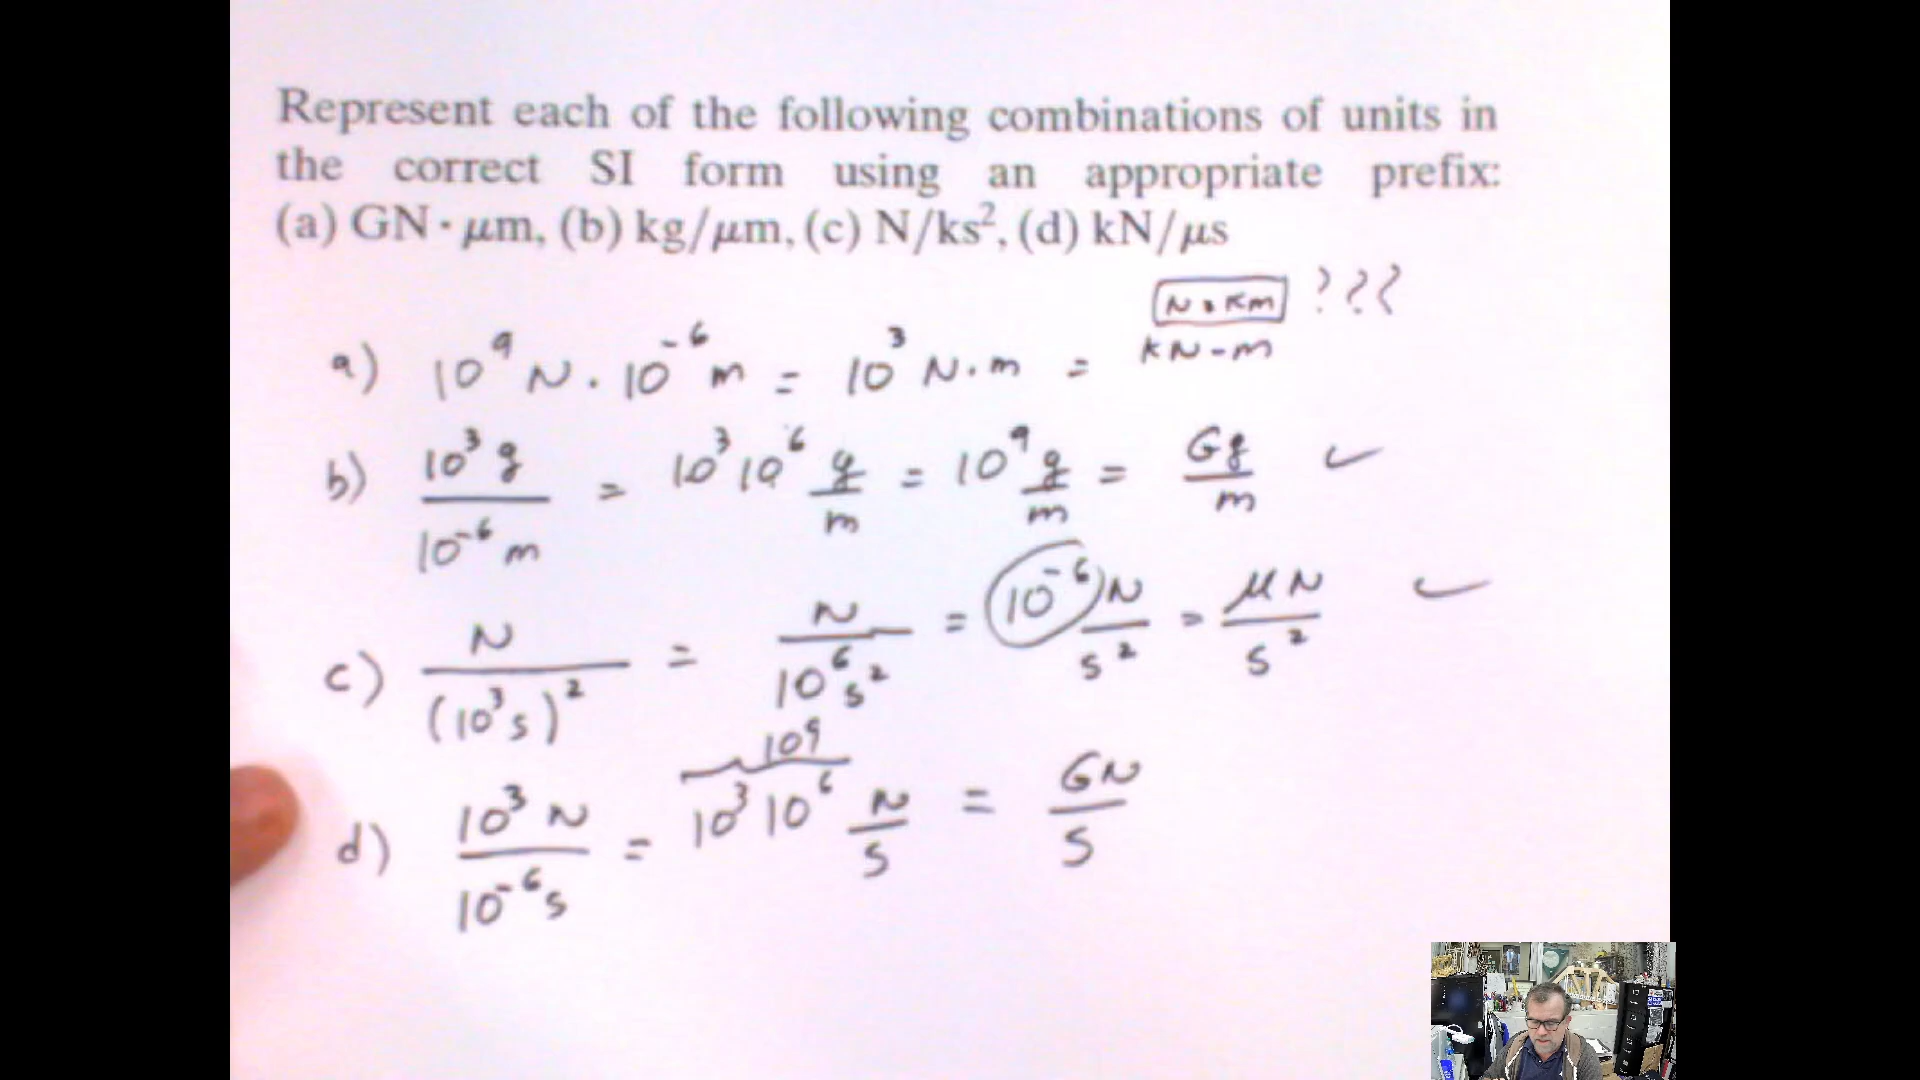 Represent each of the following combinations of units in
the correct SI form using an appropriate prefix:
(a) GN · μm, (b) kg/μm, (c) N/ks², (d) kN/μs
N · Km ???
a) 10⁹ N · 10⁻⁶ m = 10³ N · m = kN-m
b) 10³ g / 10⁻⁶ m = 10³ 10⁶ g/m = 10⁹ g/m = Gg/m ✓
c) N / (10³ s)² = N / 10⁶ s² = 10⁻⁶ N/s² = μN/s² ✓
10⁹
d) 10³ N / 10⁻⁶ s = 10³ 10⁶ N/s = GN/s